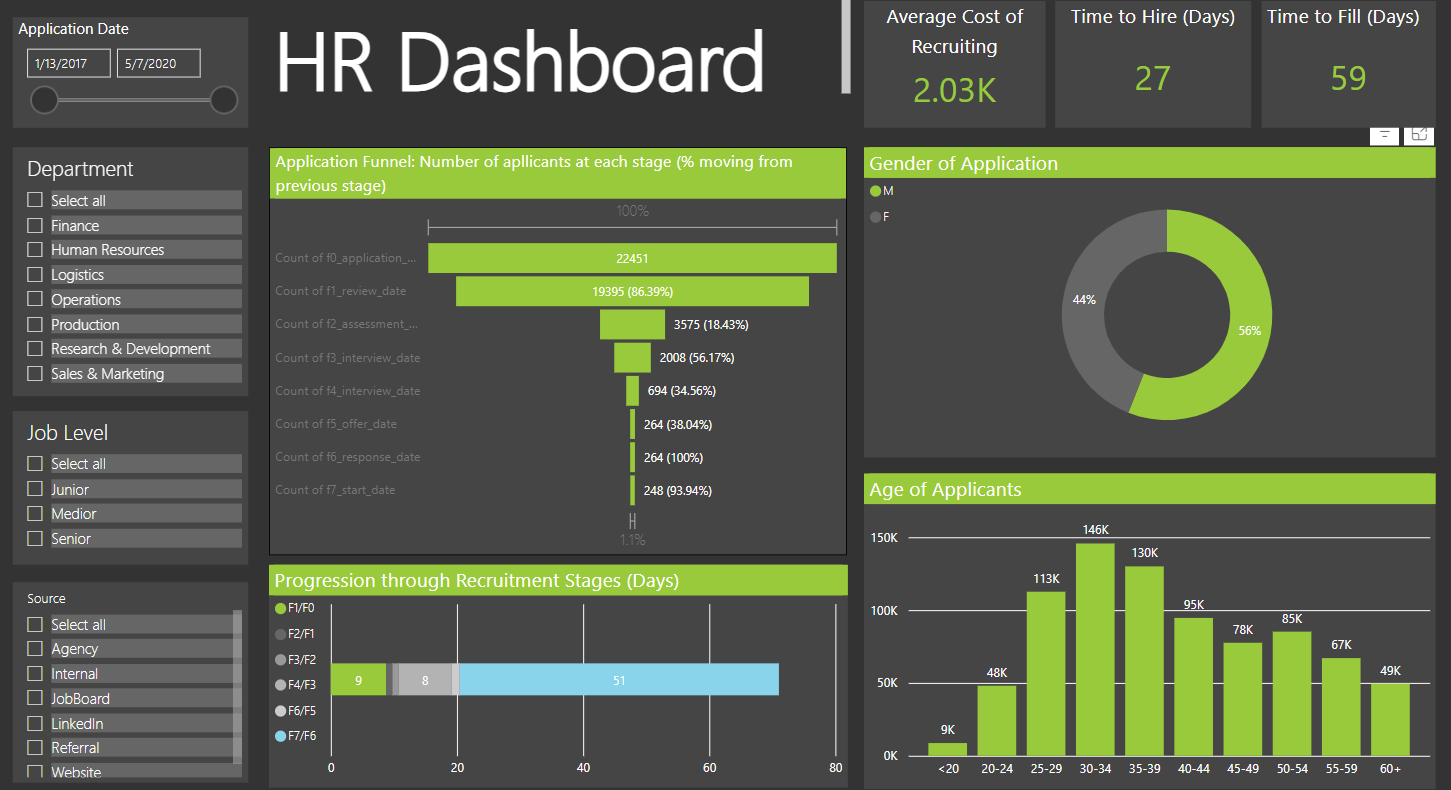 Application Date
1/13/2017
5/7/2020
HR Dashboard
Average Cost of
Recruiting
2.03K
Time to Hire (Days)
27
Time to Fill (Days)
59
Department
Select all
Finance
Human Resources
Logistics
Operations
Production
Research & Development
Sales & Marketing
Job Level
Select all
Junior
Medior
Senior
Source
Select all
Agency
Internal
JobBoard
LinkedIn
Referral
Website
Application Funnel: Number of apllicants at each stage (% moving from
previous stage)
100%
Count of f0_application_...
22451
Count of f1_review_date
19395 (86.39%)
Count of f2_assessment_...
3575 (18.43%)
Count of f3_interview_date
2008 (56.17%)
Count of f4_interview_date
694 (34.56%)
Count of f5_offer_date
264 (38.04%)
Count of f6_response_date
264 (100%)
Count of f7_start_date
248 (93.94%)
1.1%
Progression through Recruitment Stages (Days)
F1/F0
F2/F1
F3/F2
F4/F3
F6/F5
F7/F6
9
8
51
0
20
40
60
80
Gender of Application
M
F
44%
56%
Age of Applicants
150K
100K
50K
0K
9K
48K
113K
146K
130K
95K
78K
85K
67K
49K
<20
20-24
25-29
30-34
35-39
40-44
45-49
50-54
55-59
60+